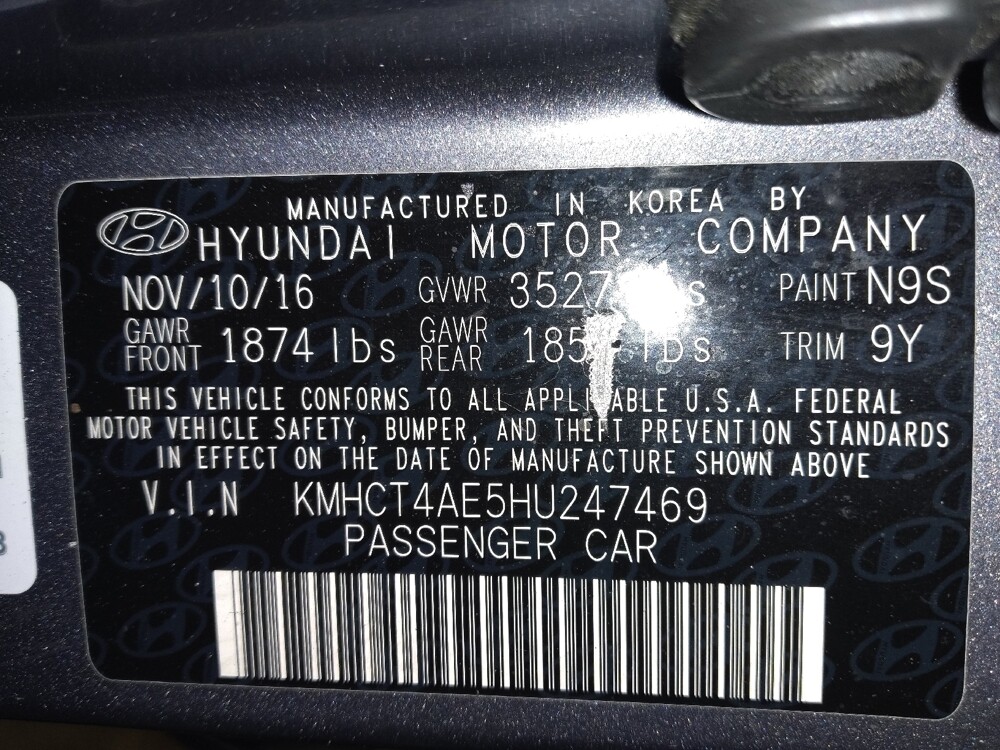 MANUFACTURED IN KOREA BY
HYUNDAI MOTOR COMPANY
NOV/10/16 GVWR 3527 PAINT N9S
GAWR FRONT 1874 lbs GAWR REAR lbs TRIM 9Y
THIS VEHICLE CONFORMS TO ALL U.S.A. FEDERAL
MOTOR VEHICLE SAFETY, BUMPER, AND THEFT PREVENTION STANDARDS
IN EFFECT ON THE DATE OF MANUFACTURE SHOWN ABOVE
V.I.N KMHCT4AE5HU247469
PASSENGER CAR